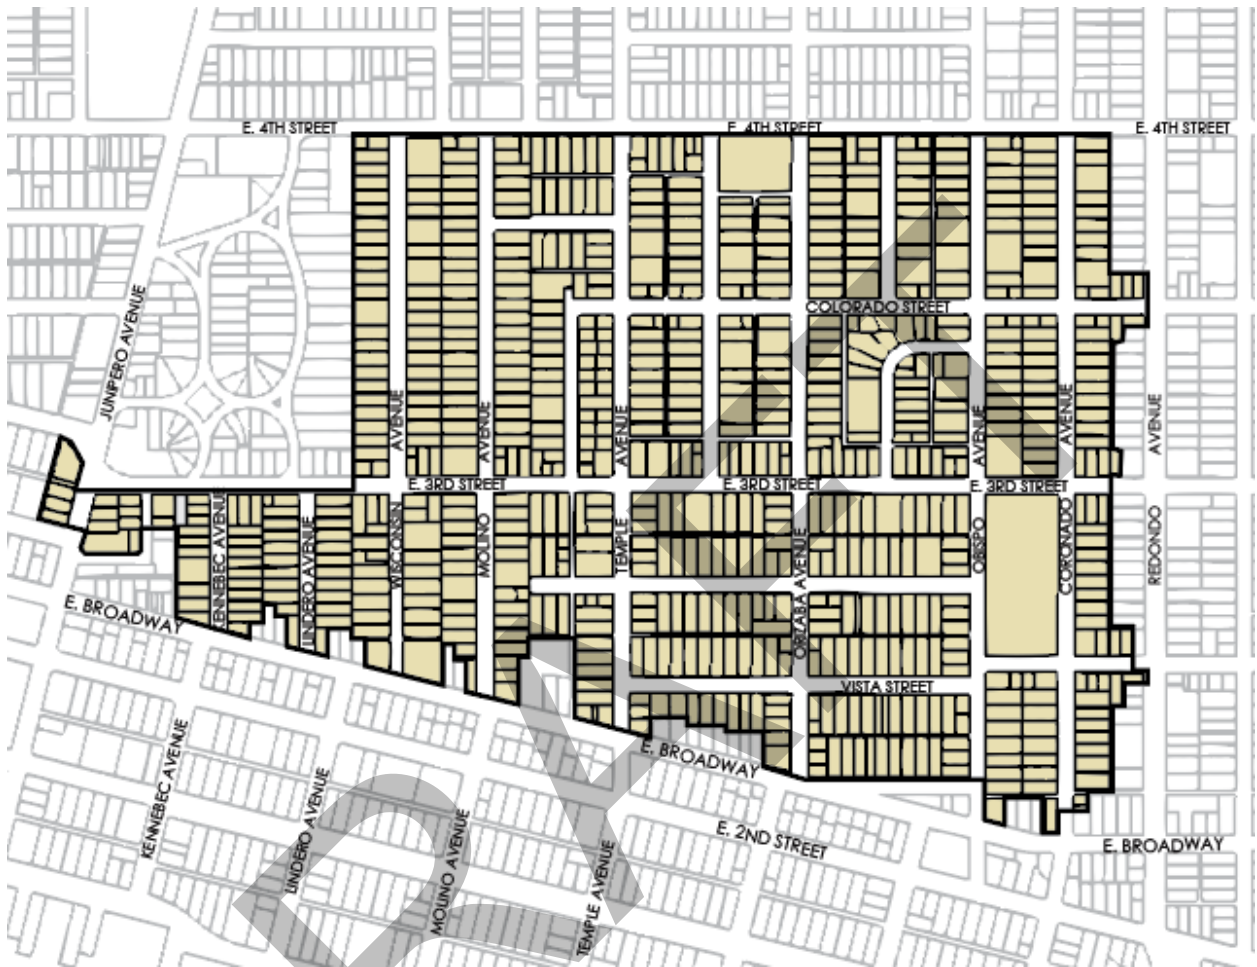 E. 4TH STREET
E. 4TH STREET
E. 4TH STREET
COLORADO STREET
JUNIPERO AVENUE
AVENUE
AVENUE
AVENUE
AVENUE
AVENUE
AVENUE
E. 3RD STREET
E. 3RD STREET
E. 3RD STREET
KENNEBEC AVENUE
LINDERO AVENUE
WISCONSIN
MOLINO
TEMPLE
ORIZABA AVENUE
OBISPO
CORONADO
REDONDO
E. BROADWAY
VISTA STREET
E. BROADWAY
KENNEBEC AVENUE
LINDERO AVENUE
MOLINO AVENUE
TEMPLE AVENUE
E. 2ND STREET
E. BROADWAY
DRAFT